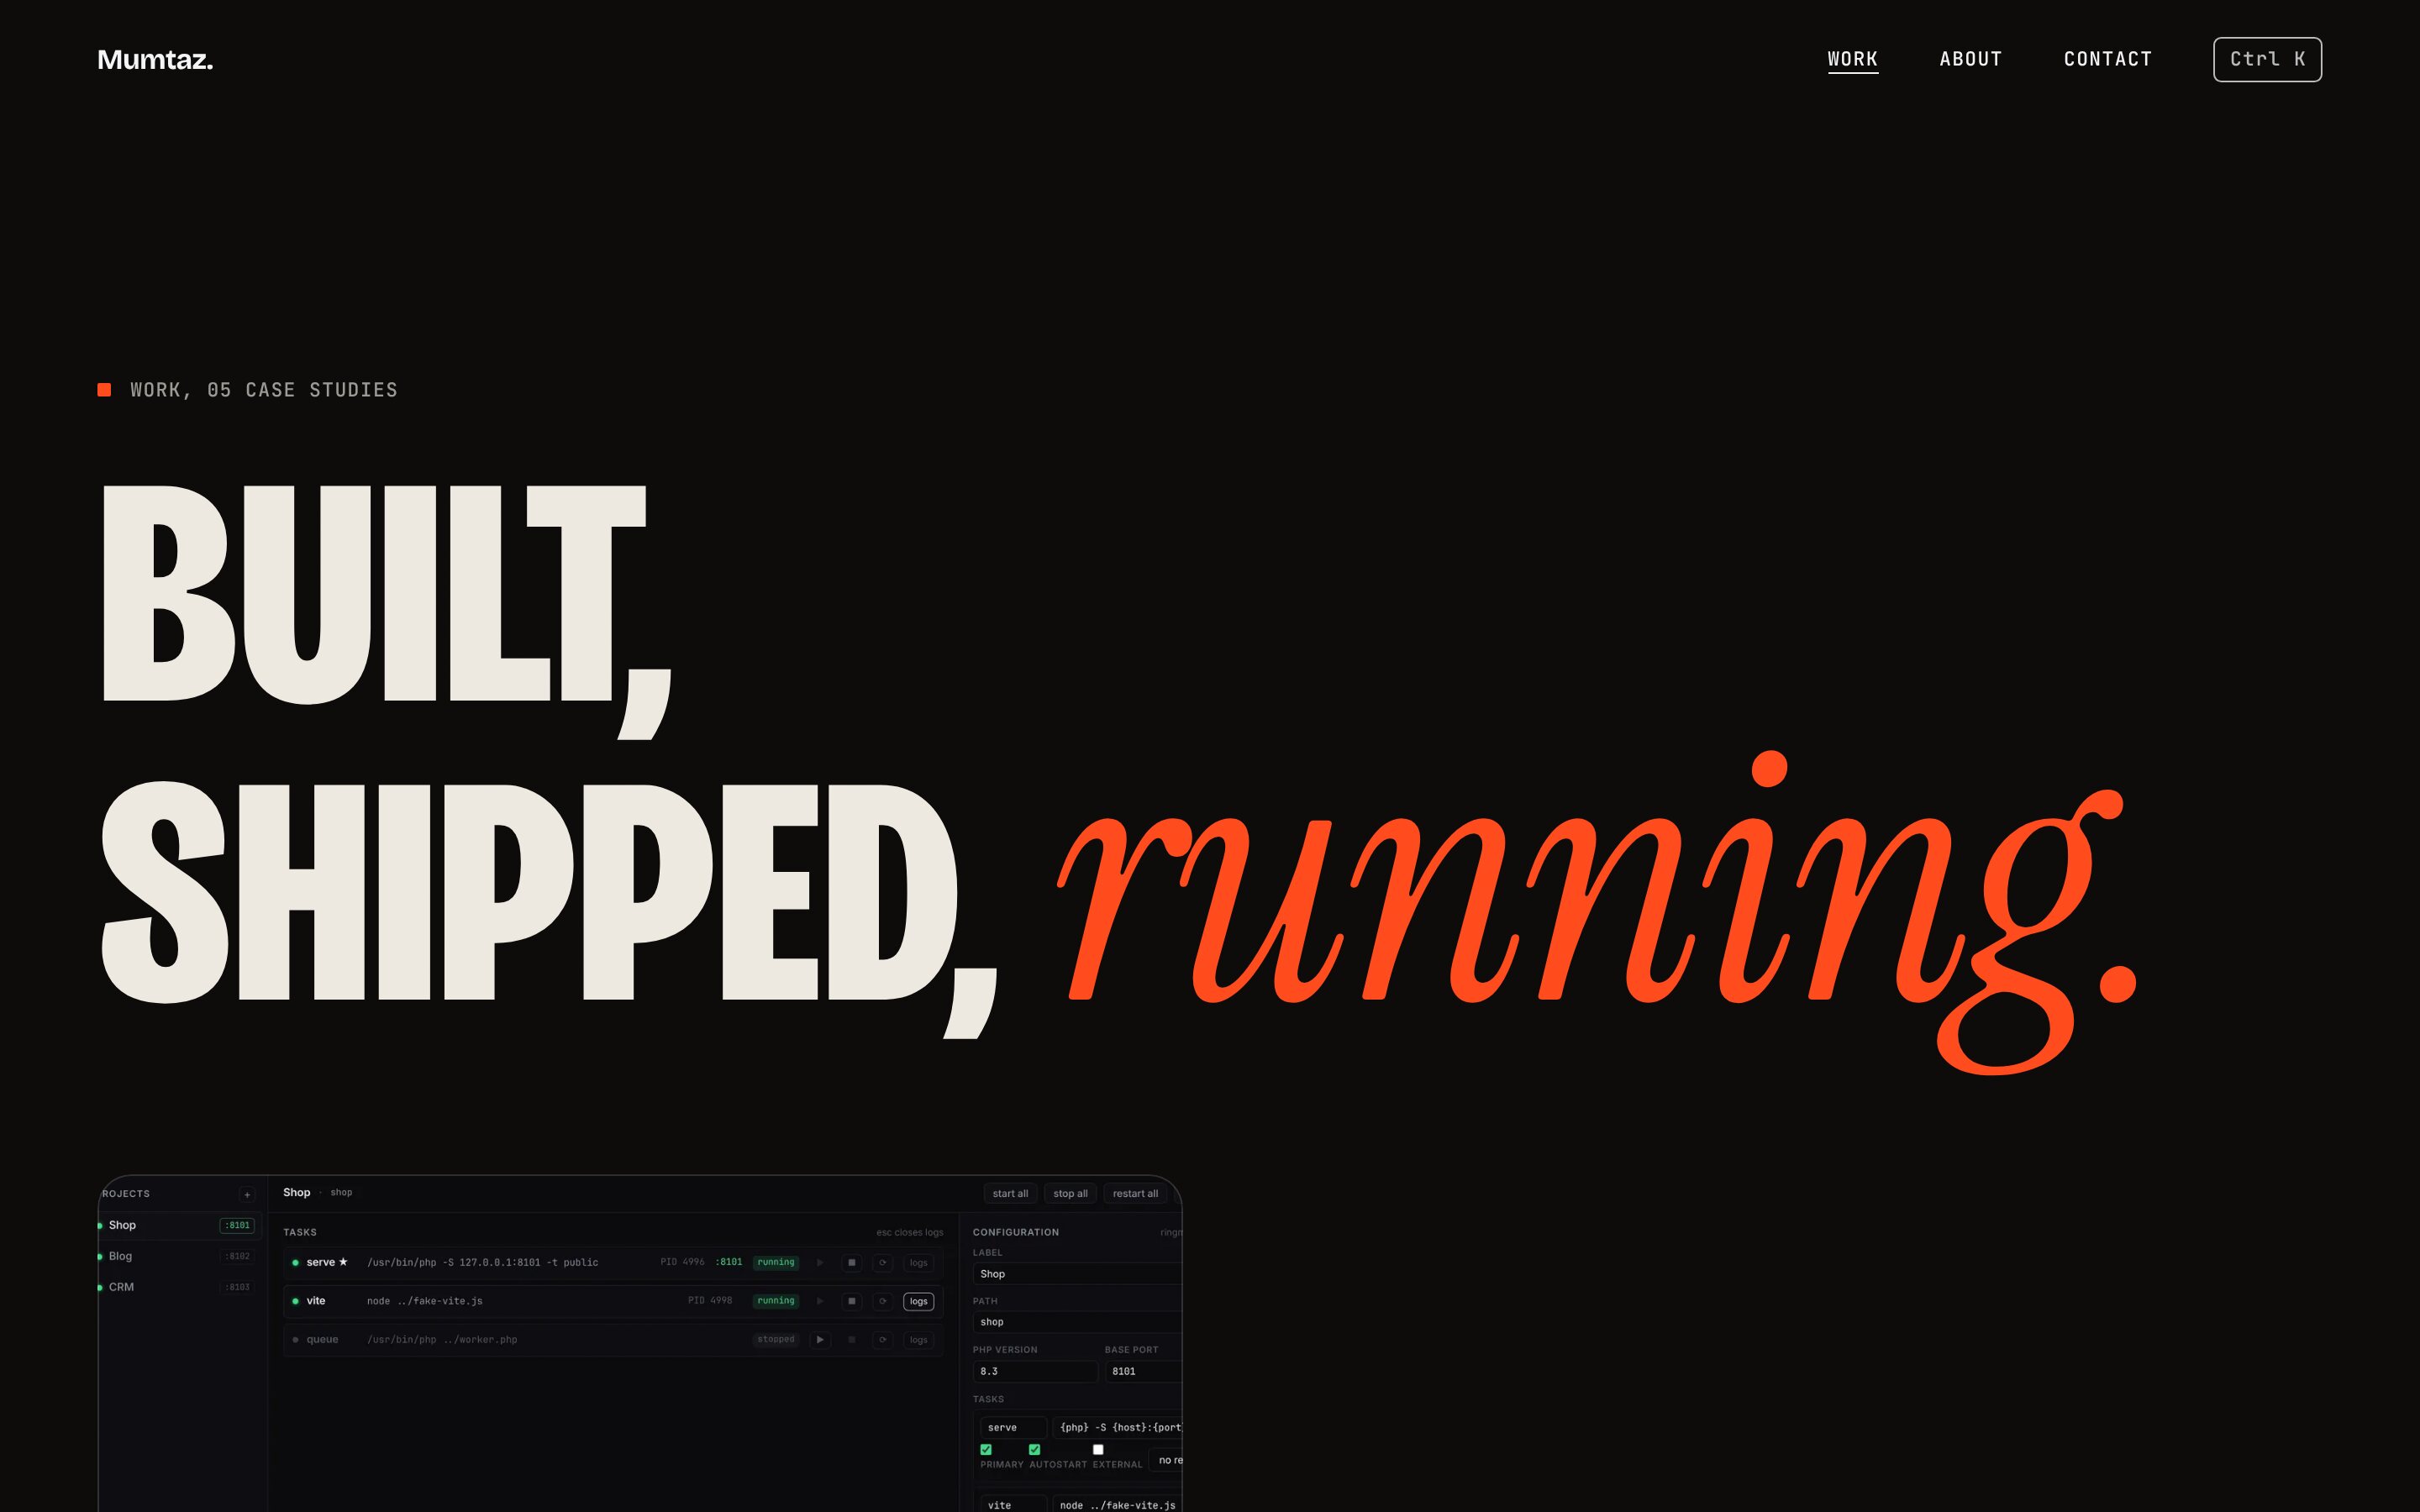 Mumtaz.
WORK ABOUT CONTACT Ctrl K
WORK, 05 CASE STUDIES
BUILT,
SHIPPED, running.
ROJECTS +
Shop :8101
Blog :8102
CRM :8103
Shop · shop start all stop all restart all
TASKS esc closes logs
serve ★ /usr/bin/php -S 127.0.0.1:8101 -t public PID 4996 :8101 running logs
vite node ../fake-vite.js PID 4998 running logs
queue /usr/bin/php ../worker.php stopped logs
CONFIGURATION
LABEL
Shop
PATH
shop
PHP VERSION BASE PORT
8.3 8101
TASKS
serve {php} -S {host}:{port
PRIMARY AUTOSTART EXTERNAL no re
vite node ../fake-vite.js